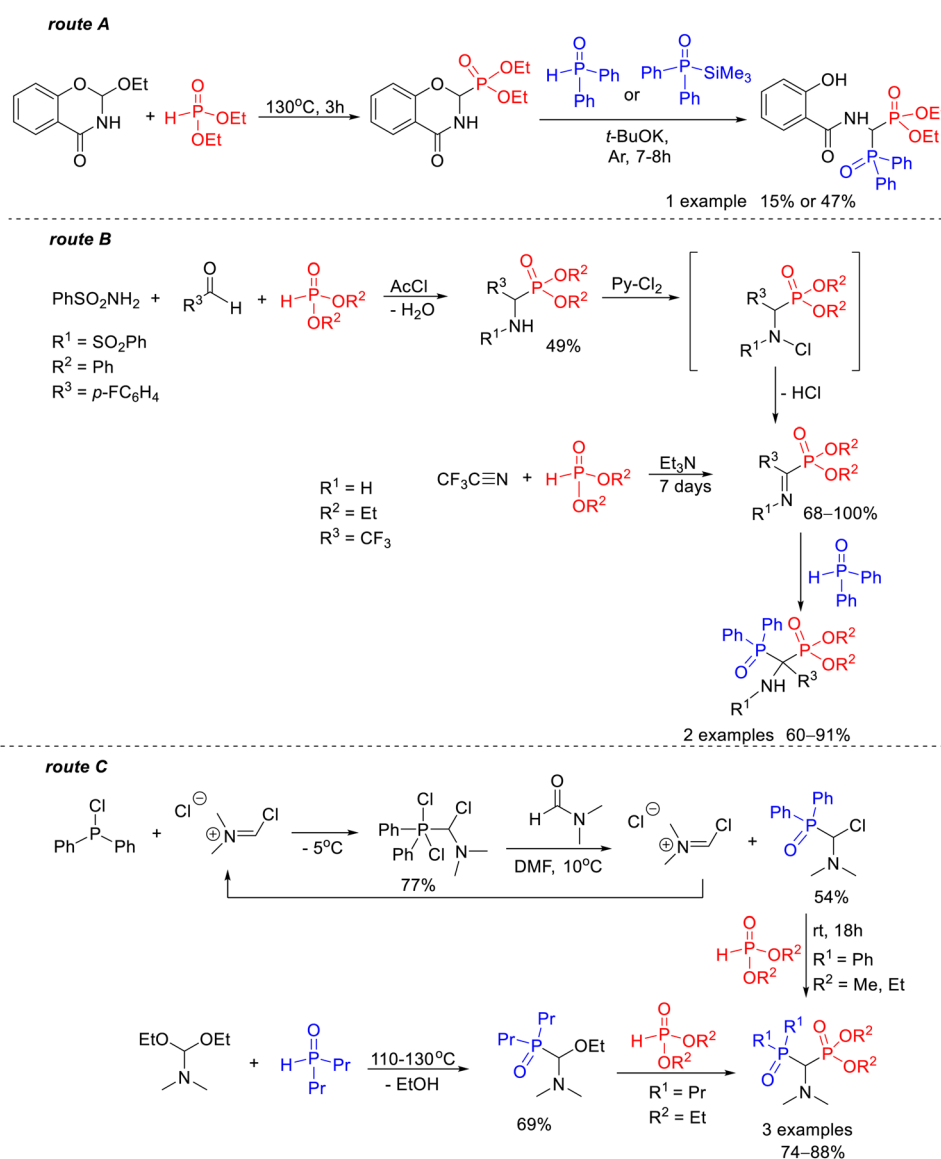 route A
O OEt
NH
O
+
O
H P OEt
OEt
130°C, 3h
O
O P OEt
OEt
NH
O
O
H P Ph
Ph
or
O
Ph P SiMe3
Ph
t-BuOK,
Ar, 7-8h
OH
NH
O
O
P OEt
OEt
O P Ph
Ph
1 example 15% or 47%
route B
PhSO2NH2 +
O
R3 H
+
O
H P OR2
OR2
AcCl
- H2O
O
R3 P OR2
OR2
R1 NH
49%
Py-Cl2
O
R3 P OR2
OR2
R1 N Cl
R1 = SO2Ph
R2 = Ph
R3 = p-FC6H4
- HCl
R1 = H
R2 = Et
R3 = CF3
CF3C≡N +
O
H P OR2
OR2
Et3N
7 days
O
R3 P OR2
OR2
R1 N
68–100%
O
H P Ph
Ph
Ph Ph O
P P OR2
OR2
O
NH R3
R1
2 examples 60–91%
route C
Cl
P
Ph Ph
+
Cl ⊖
N Cl
⊕
- 5°C
Cl Cl
Ph P
Ph Cl N
77%
O
H N
DMF, 10°C
Cl ⊖
N Cl
⊕
+
Ph Ph
P Cl
O
N
54%
O
H P OR2
OR2
rt, 18h
R1 = Ph
R2 = Me, Et
EtO OEt
N
+
O
H P Pr
Pr
110-130°C
- EtOH
Pr Pr
P OEt
O
N
69%
O
H P OR2
OR2
R1 = Pr
R2 = Et
R1 R1 O
P P OR2
OR2
O
N
3 examples
74–88%